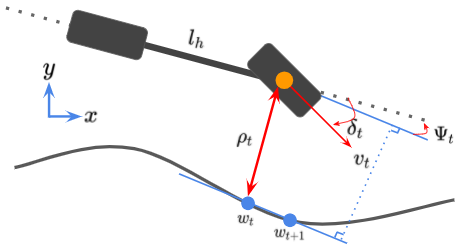 l_h
y
x
ρ_t
δ_t
Ψ_t
v_t
w_t
w_{t+1}